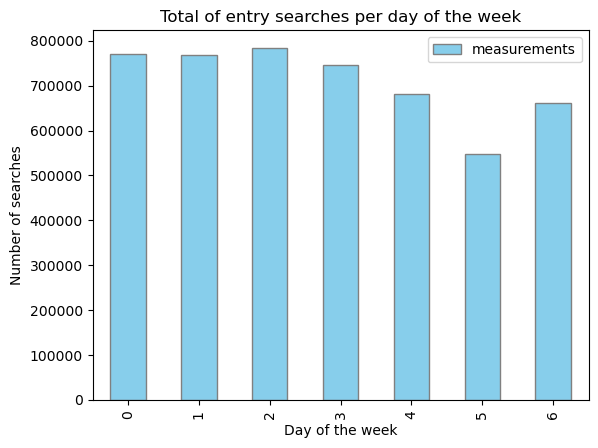 Total of entry searches per day of the week
measurements
800000
700000
600000
500000
400000
300000
200000
100000
0
Number of searches
0 1 2 3 4 5 6
Day of the week